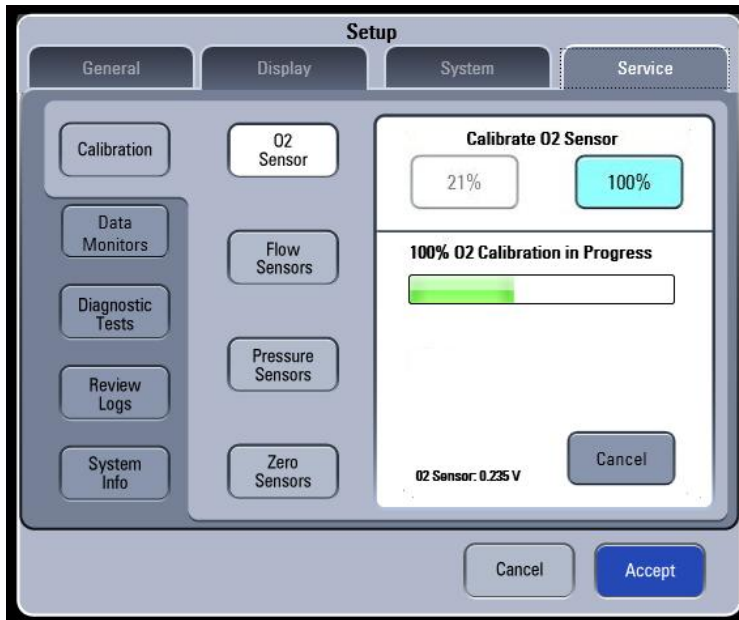 Setup
General
Display
System
Service
Calibration
Data
Monitors
Diagnostic
Tests
Review
Logs
System
Info
O2
Sensor
Flow
Sensors
Pressure
Sensors
Zero
Sensors
Calibrate O2 Sensor
21%
100%
100% O2 Calibration in Progress
O2 Sensor: 0.235 V
Cancel
Cancel
Accept